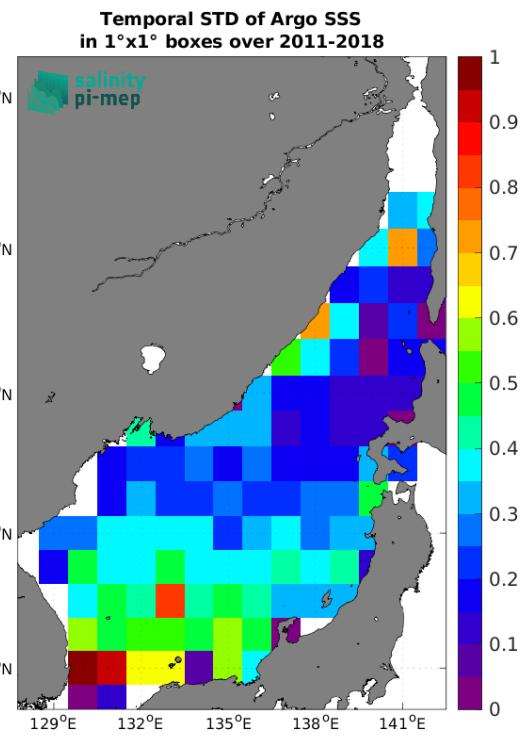 Temporal STD of Argo SSS
in 1°x1° boxes over 2011-2018
salinity
pi-mep
1
0.9
0.8
0.7
0.6
0.5
0.4
0.3
0.2
0.1
0
°N
°N
°N
°N
°N
129°E 132°E 135°E 138°E 141°E